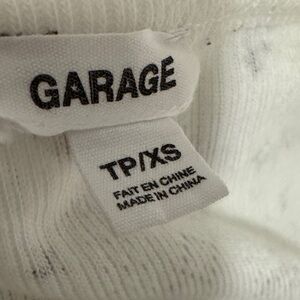 GARAGE
TP/XS
FAIT EN CHINE
MADE IN CHINA